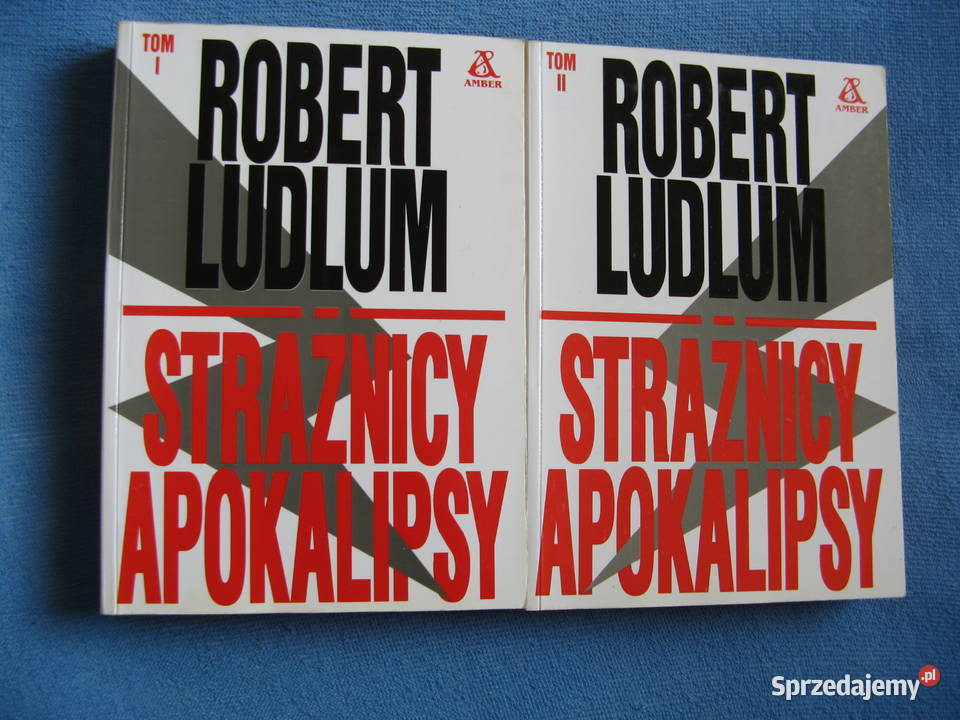 TOM
I
ROBERT
LUDLUM
AMBER
STRAŻNICY
APOKALIPSY
TOM
II
ROBERT
LUDLUM
AMBER
STRAŻNICY
APOKALIPSY
Sprzedajemy.pl